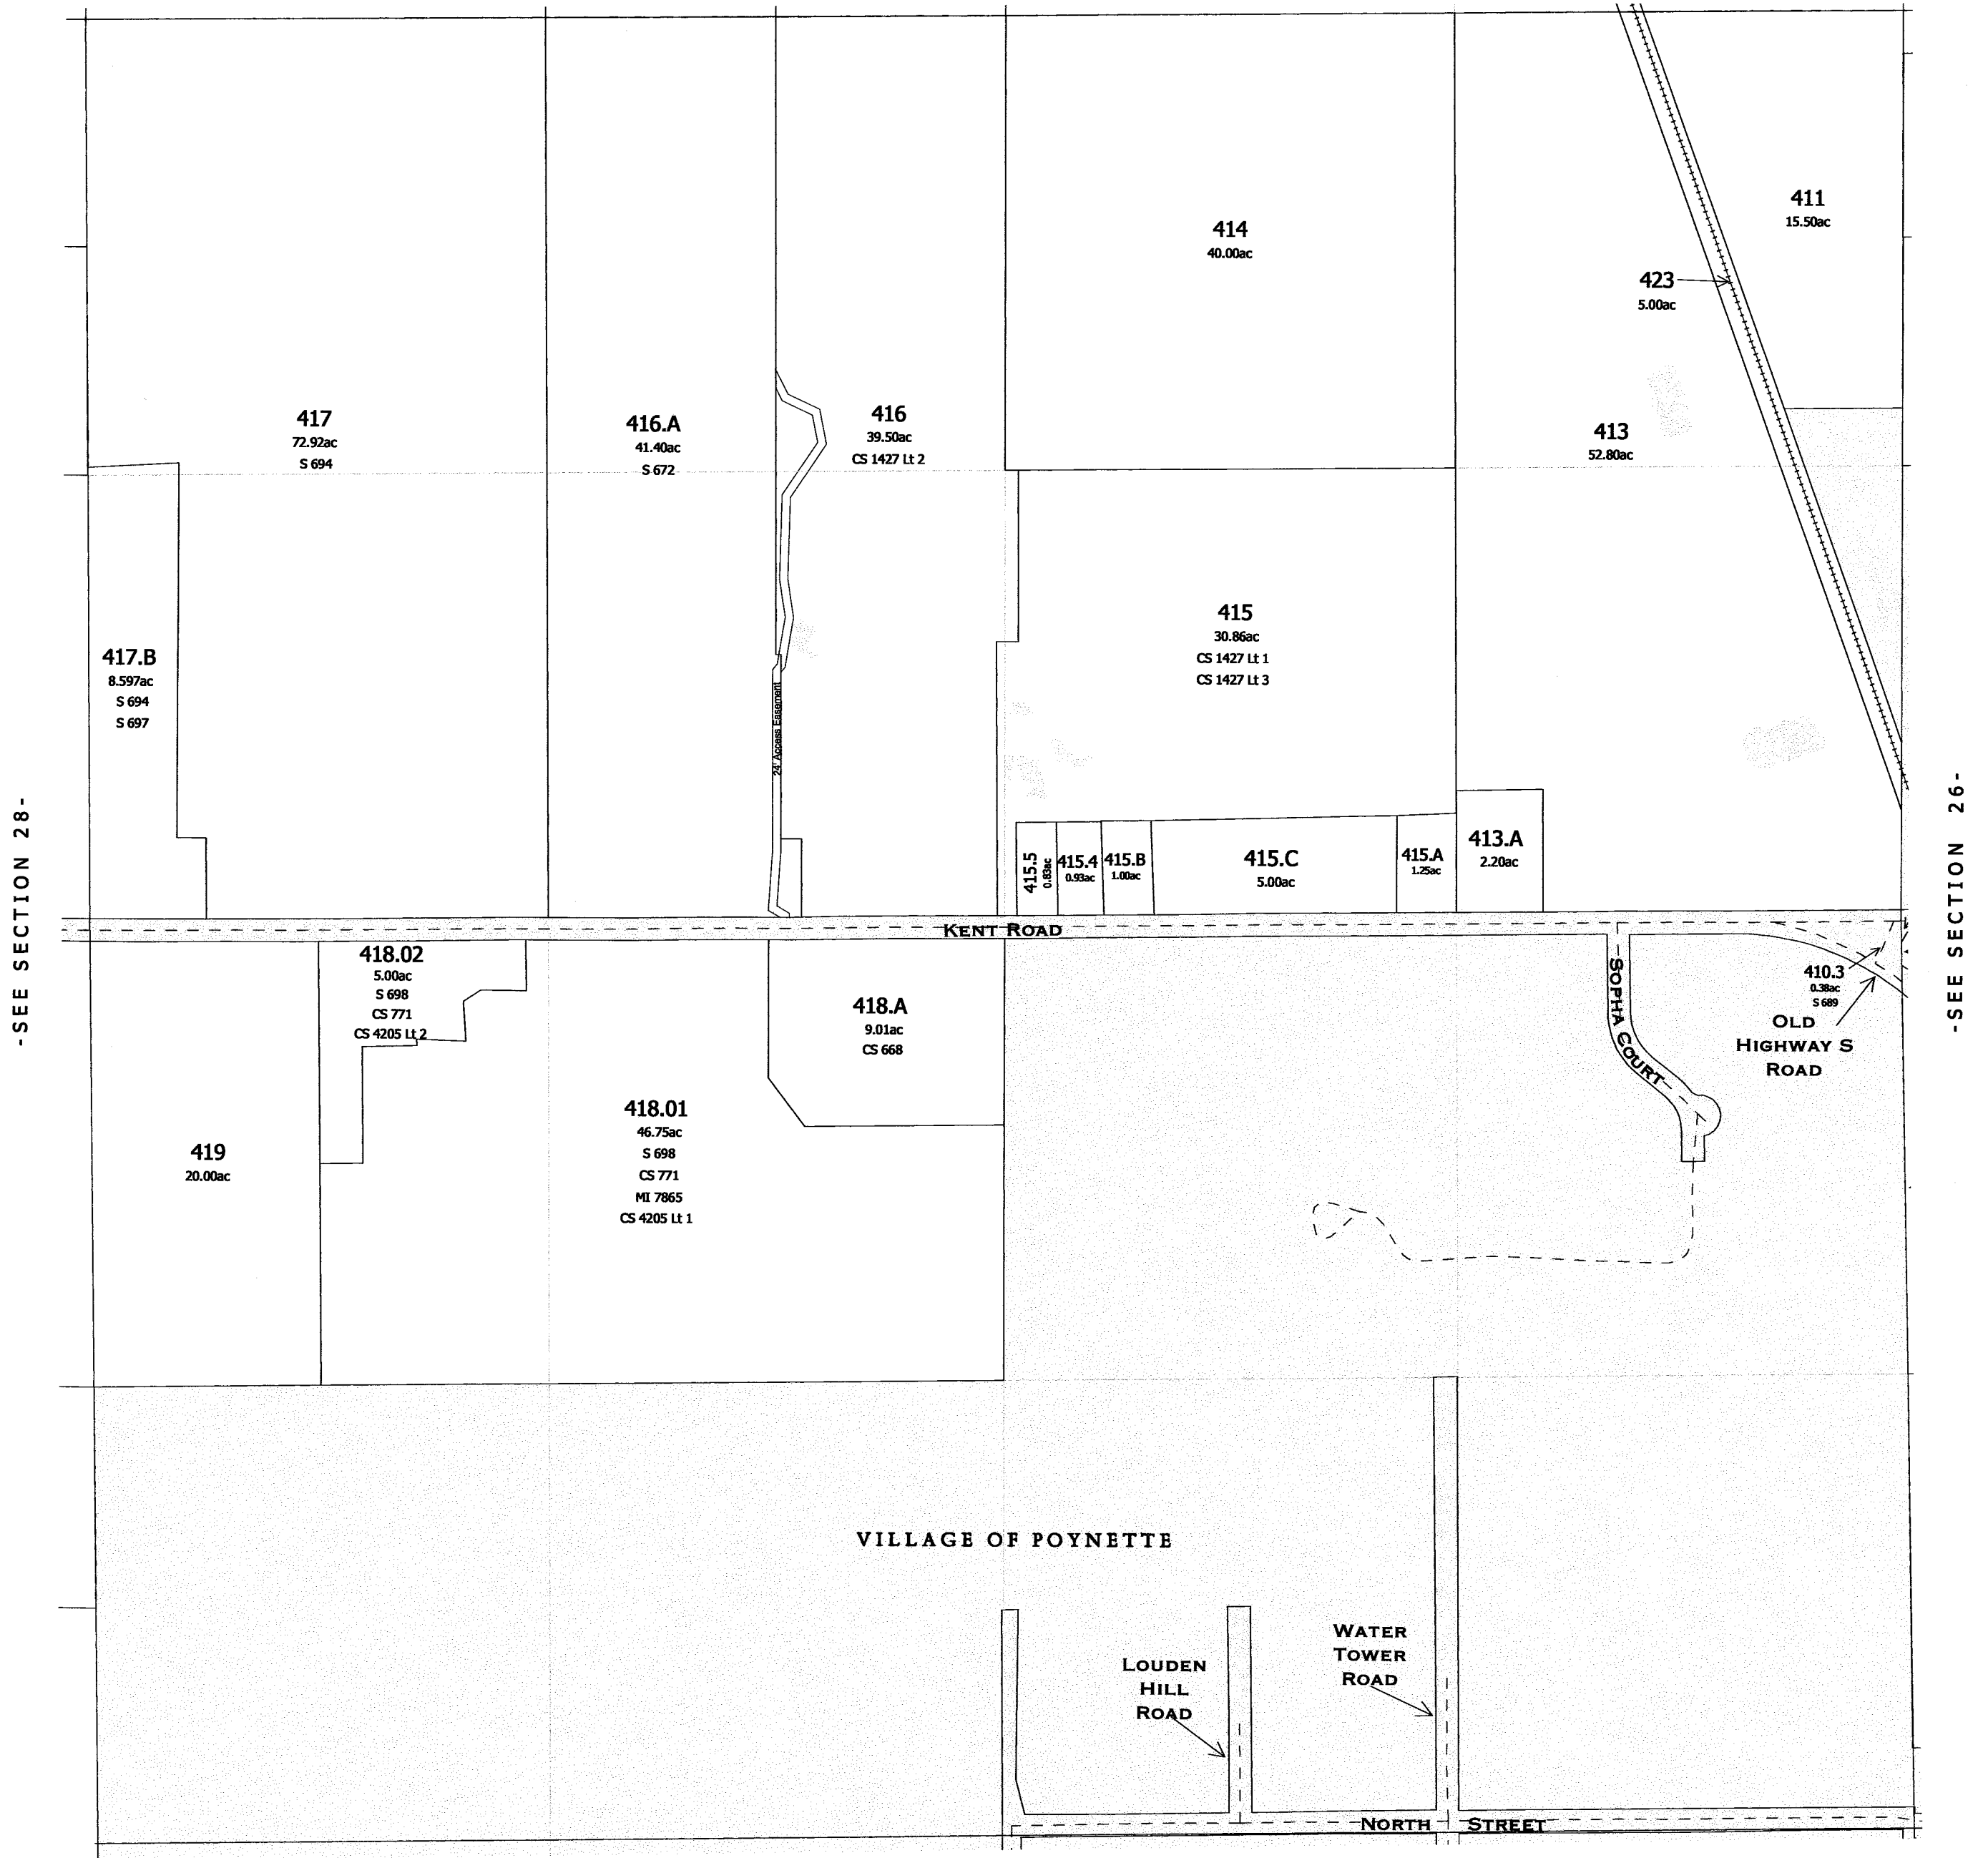 411
15.50ac
414
40.00ac
423
5.00ac
417
72.92ac
S 694
416.A
41.40ac
S 672
416
39.50ac
CS 1427 Lt 2
413
52.80ac
417.B
8.597ac
S 694
S 697
415
30.86ac
CS 1427 Lt 1
CS 1427 Lt 3
24' Access Easement
-SEE SECTION 28-
-SEE SECTION 26-
415.5
0.83ac
415.4
0.93ac
415.B
1.00ac
415.C
5.00ac
415.A
1.25ac
413.A
2.20ac
KENT ROAD
418.02
5.00ac
S 698
CS 771
CS 4205 Lt 2
418.A
9.01ac
CS 668
SOPHA COURT
410.3
0.38ac
S 689
OLD
HIGHWAY S
ROAD
418.01
46.75ac
S 698
CS 771
MI 7865
CS 4205 Lt 1
419
20.00ac
VILLAGE OF POYNETTE
LOUDEN
HILL
ROAD
WATER
TOWER
ROAD
NORTH STREET